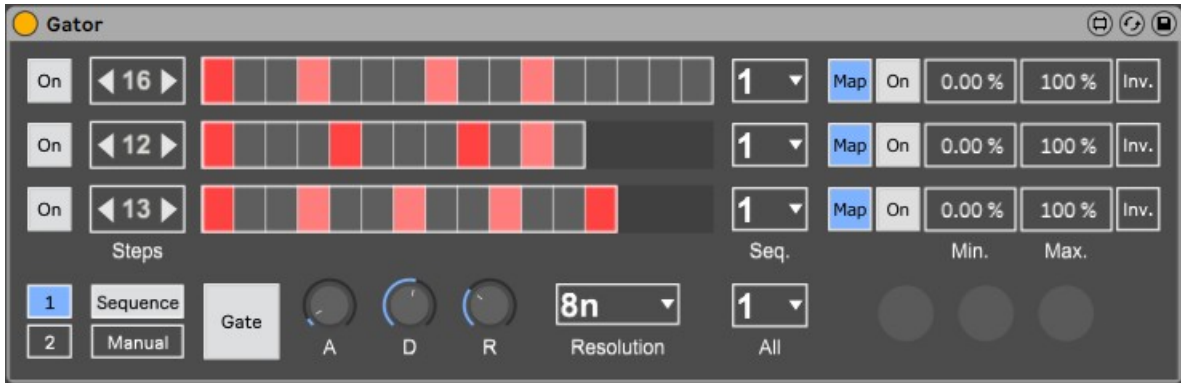 Gator
On 16 1 Map On 0.00 % 100 % Inv.
On 12 1 Map On 0.00 % 100 % Inv.
On 13 1 Map On 0.00 % 100 % Inv.
Steps Seq. Min. Max.
1 Sequence Gate 8n 1
2 Manual A D R Resolution All